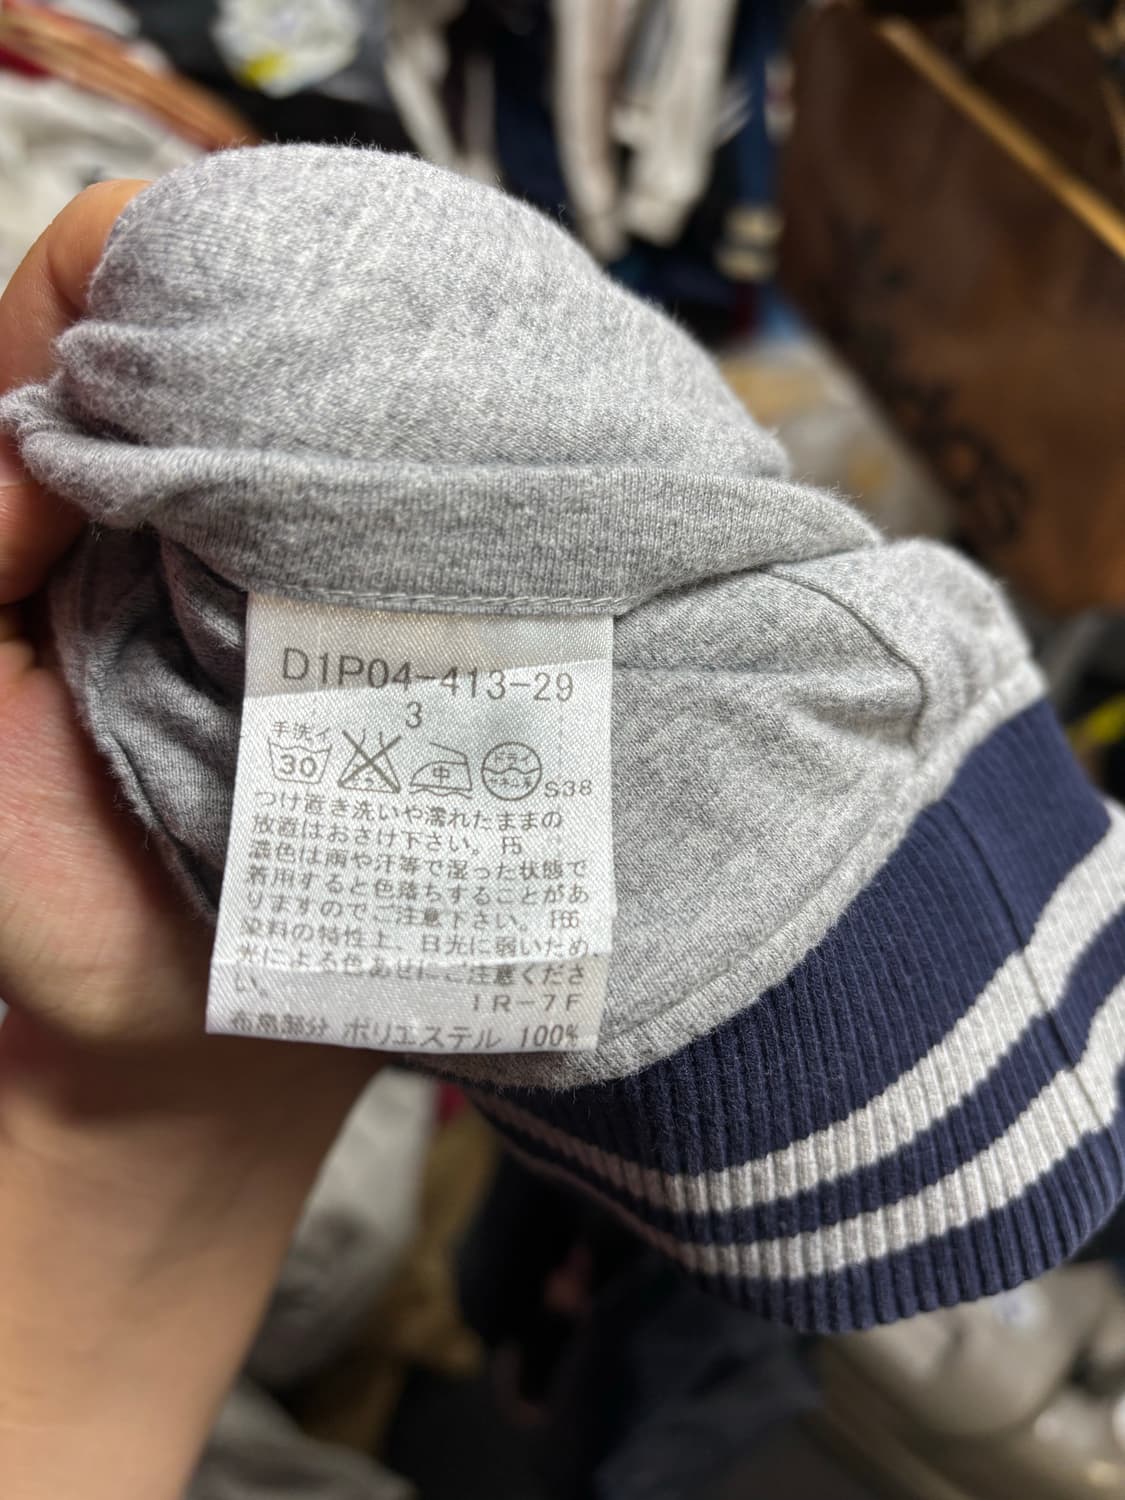 D1P04-413-29
3
手洗イ
30 中 ドライ S38
つけ置き洗いや濡れたままの
放置はおさけ下さい。 F5
濃色は雨や汗等で湿った状態で
着用すると色落ちすることがあ
りますのでご注意下さい。
染料の特性上、日光に弱いため、
光による色あせにご注意くださ
い。
IR-7F
布帛部分 ポリエステル 100%